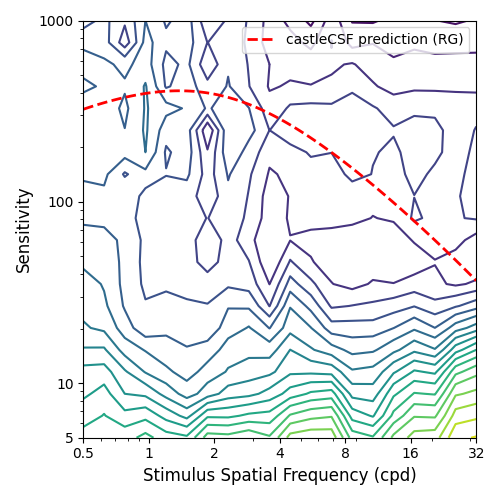 1000
castleCSF prediction (RG)
Sensitivity
100
10
5
0.5 1 2 4 8 16 32
Stimulus Spatial Frequency (cpd)